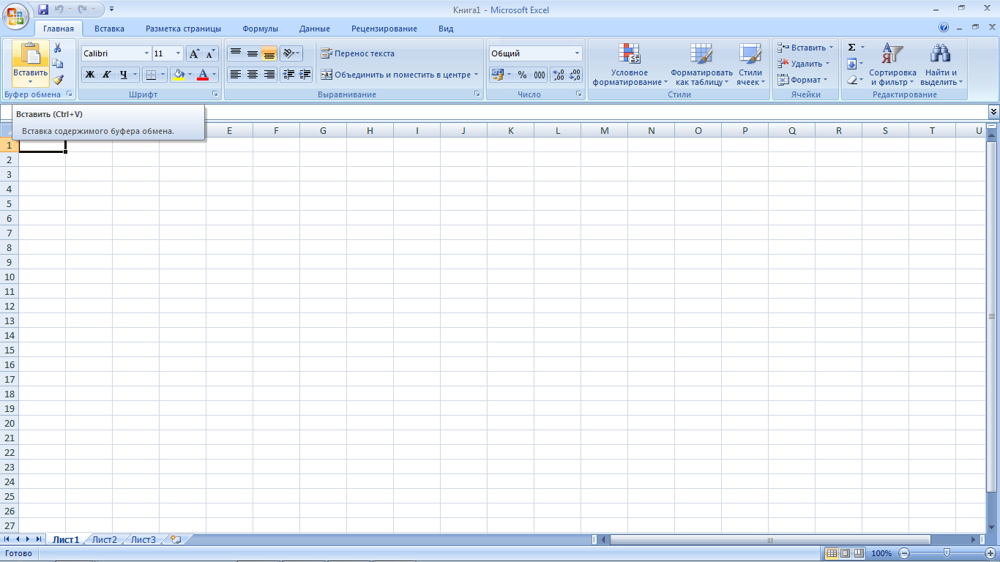 Книга1 - Microsoft Excel
Главная Вставка Разметка страницы Формулы Данные Рецензирование Вид
Вставить
Буфер обмена
Calibri 11
Ж К Ч
Шрифт
Перенос текста
Объединить и поместить в центре
Выравнивание
Общий
% 000
Число
Условное форматирование
Форматировать как таблицу
Стили ячеек
Стили
Вставить
Удалить
Формат
Ячейки
Σ
Сортировка и фильтр
Найти и выделить
Редактирование
Вставить (Ctrl+V)
Вставка содержимого буфера обмена.
E F G H I J K L M N O P Q R S T U
1
2
3
4
5
6
7
8
9
10
11
12
13
14
15
16
17
18
19
20
21
22
23
24
25
26
27
Лист1 Лист2 Лист3
Готово 100%